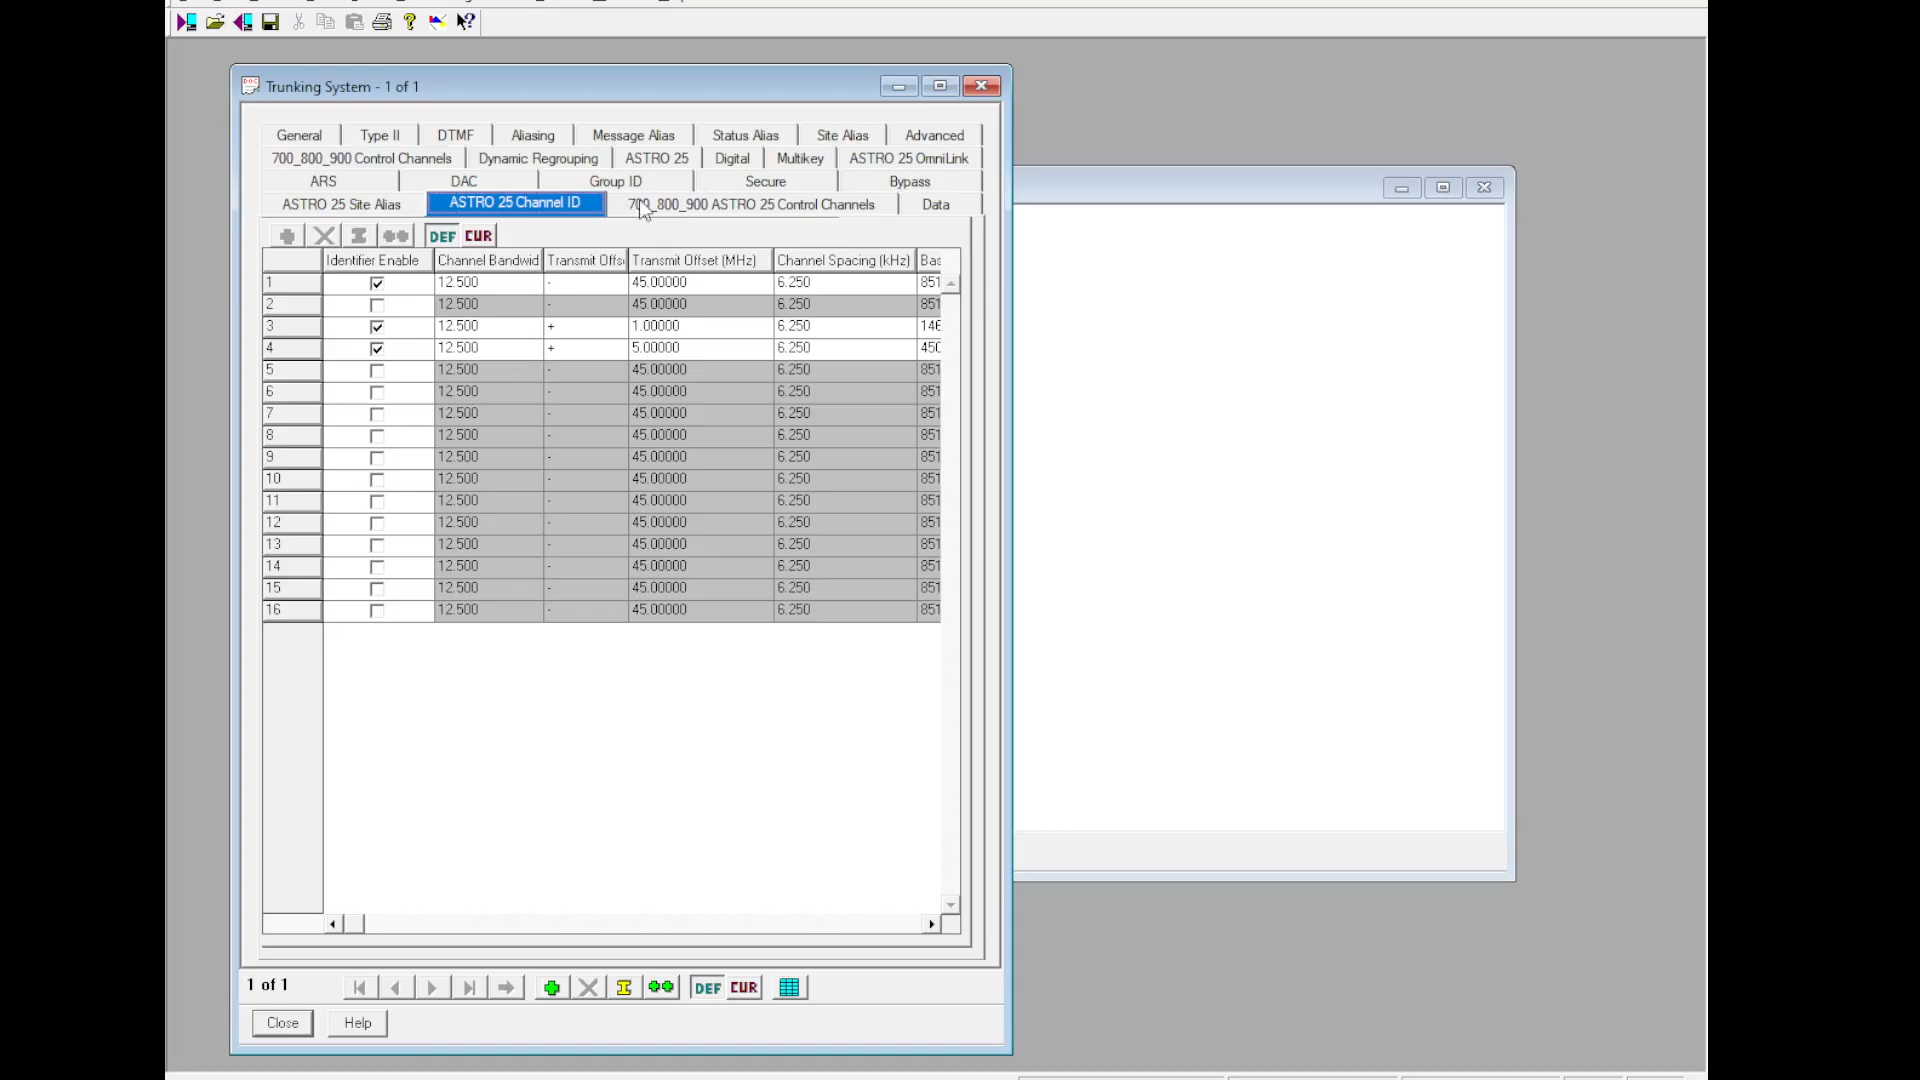 Trunking System - 1 of 1
General Type II DTMF Aliasing Message Alias Status Alias Site Alias Advanced
700_800_900 Control Channels Dynamic Regrouping ASTRO 25 Digital Multikey ASTRO 25 OmniLink
ARS DAC Group ID Secure Bypass
ASTRO 25 Site Alias ASTRO 25 Channel ID 700_800_900 ASTRO 25 Control Channels Data
DEF CUR
Identifier Enable Channel Bandwid Transmit Offs Transmit Offset (MHz) Channel Spacing (kHz) Bas
1 12.500 - 45.00000 6.250 851
2 12.500 - 45.00000 6.250 851
3 12.500 + 1.00000 6.250 146
4 12.500 + 5.00000 6.250 450
5 12.500 - 45.00000 6.250 851
6 12.500 - 45.00000 6.250 851
7 12.500 - 45.00000 6.250 851
8 12.500 - 45.00000 6.250 851
9 12.500 - 45.00000 6.250 851
10 12.500 - 45.00000 6.250 851
11 12.500 - 45.00000 6.250 851
12 12.500 - 45.00000 6.250 851
13 12.500 - 45.00000 6.250 851
14 12.500 - 45.00000 6.250 851
15 12.500 - 45.00000 6.250 851
16 12.500 - 45.00000 6.250 851
1 of 1 DEF CUR
Close Help